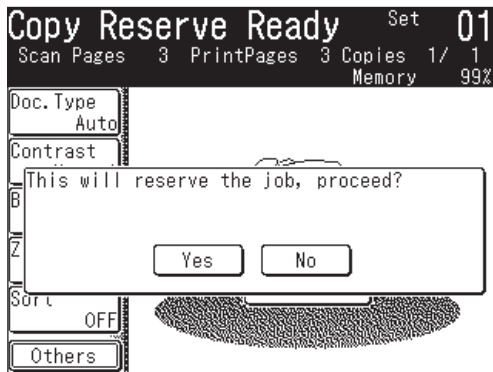 Copy Reserve Ready Set 01
Scan Pages 3 PrintPages 3 Copies 1/ 1
Memory 99%
Doc.Type
Auto
Contrast
This will reserve the job, proceed?
B
Yes No
Z
Sort
OFF
Others